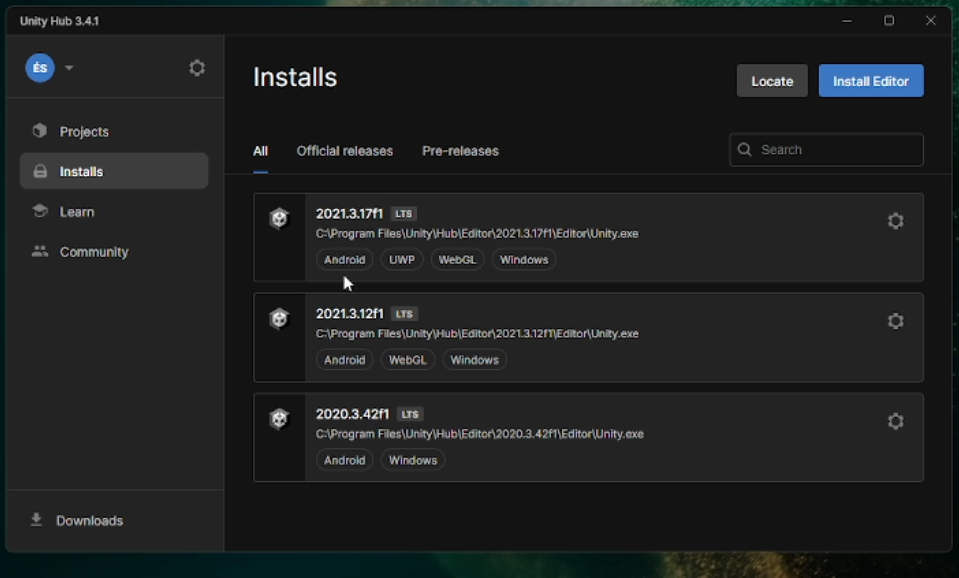 Unity Hub 3.4.1
ÉS
Projects
Installs
Learn
Community
Downloads
Installs
Locate
Install Editor
All
Official releases
Pre-releases
Search
2021.3.17f1 LTS
C:\Program Files\Unity\Hub\Editor\2021.3.17f1\Editor\Unity.exe
Android UWP WebGL Windows
2021.3.12f1 LTS
C:\Program Files\Unity\Hub\Editor\2021.3.12f1\Editor\Unity.exe
Android WebGL Windows
2020.3.42f1 LTS
C:\Program Files\Unity\Hub\Editor\2020.3.42f1\Editor\Unity.exe
Android Windows